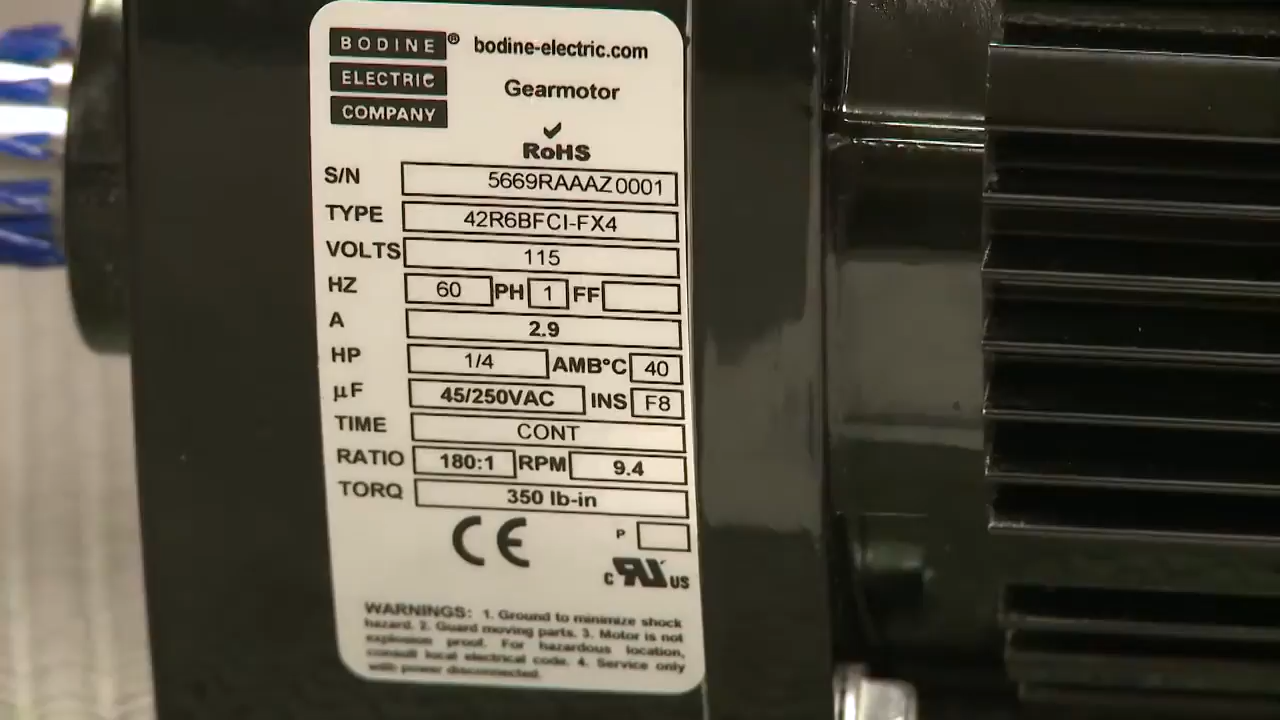 BODINE ® bodine-electric.com
ELECTRIC
COMPANY
Gearmotor
RoHS
S/N 5669RAAAZ0001
TYPE 42R6BFCI-FX4
VOLTS 115
HZ 60 PH 1 FF
A 2.9
HP 1/4 AMB°C 40
µF 45/250VAC INS F8
TIME CONT
RATIO 180:1 RPM 9.4
TORQ 350 lb-in
CE P
c RU US
WARNINGS: 1. Ground to minimize shock
hazard. 2. Guard moving parts. 3. Motor is not
explosion proof. For hazardous location,
consult local electrical code. 4. Service only
with power disconnected.